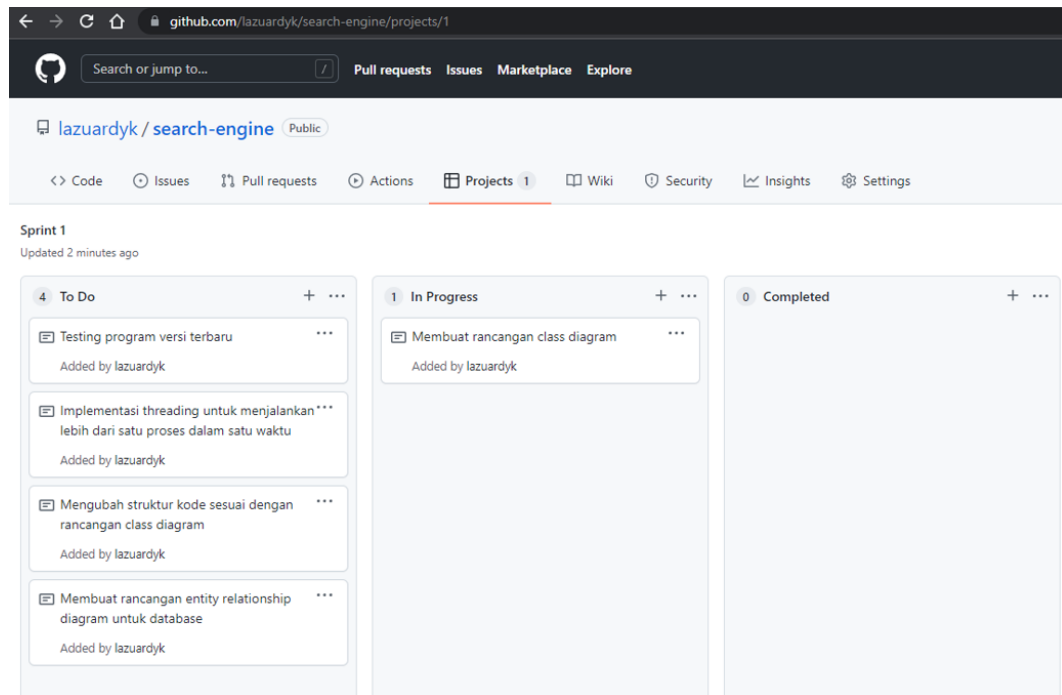 github.com/lazuardyk/search-engine/projects/1
Search or jump to... /
Pull requests Issues Marketplace Explore
lazuardyk / search-engine Public
<> Code Issues Pull requests Actions Projects 1 Wiki Security Insights Settings
Sprint 1
Updated 2 minutes ago
4 To Do + ...
Testing program versi terbaru ...
Added by lazuardyk
Implementasi threading untuk menjalankan ...
lebih dari satu proses dalam satu waktu
Added by lazuardyk
Mengubah struktur kode sesuai dengan ...
rancangan class diagram
Added by lazuardyk
Membuat rancangan entity relationship ...
diagram untuk database
Added by lazuardyk
1 In Progress + ...
Membuat rancangan class diagram ...
Added by lazuardyk
0 Completed + ...